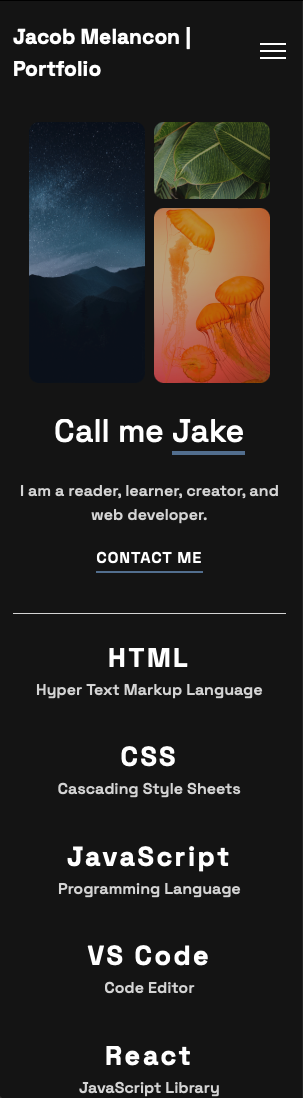 Jacob Melancon |
Portfolio
Call me Jake
I am a reader, learner, creator, and
web developer.
CONTACT ME
HTML
Hyper Text Markup Language
CSS
Cascading Style Sheets
JavaScript
Programming Language
VS Code
Code Editor
React
JavaScript Library